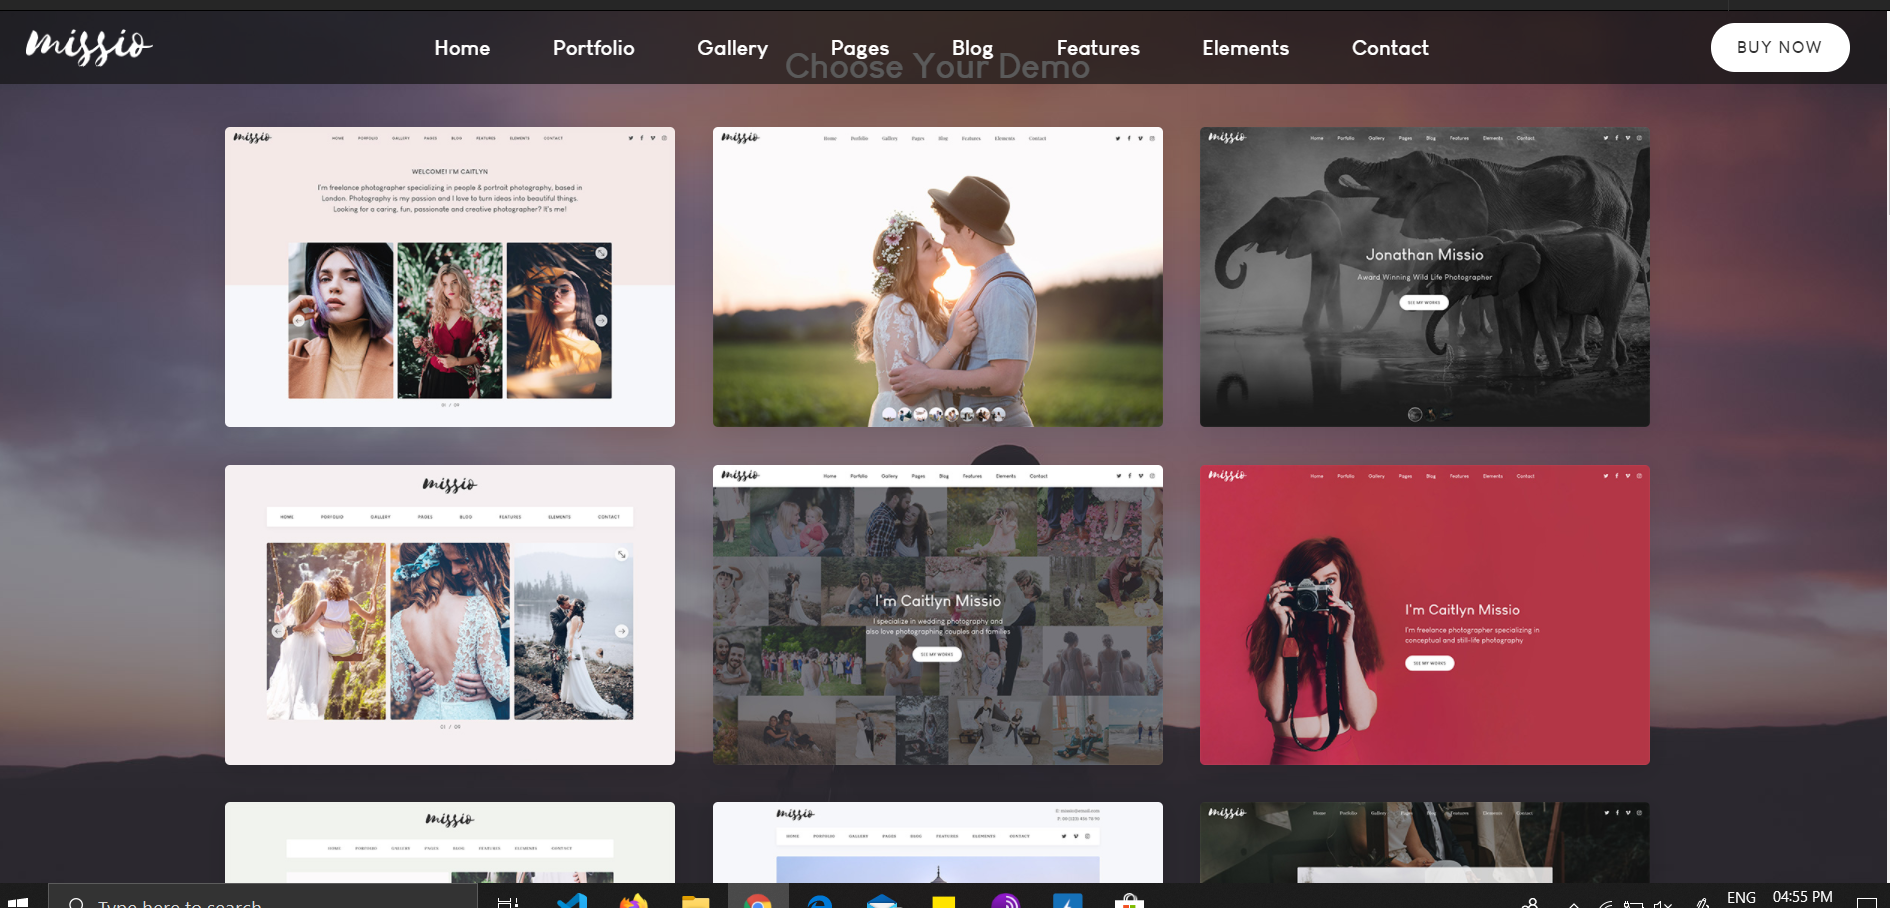 missio
Home Portfolio Gallery Pages Blog Features Elements Contact
BUY NOW
Choose Your Demo
missio
HOME PORTFOLIO GALLERY PAGES BLOG FEATURES ELEMENTS CONTACT
WELCOME! I'M CAITLYN
I'm freelance photographer specializing in people & portrait photography, based in
London. Photography is my passion and I love to turn ideas into beautiful things.
Looking for a caring, fun, passionate and creative photographer? It's me!
missio
Home Portfolio Gallery Pages Blog Features Elements Contact
missio
Home Portfolio Gallery Pages Blog Features Elements Contact
Jonathan Missio
Award Winning Wild Life Photographer
SEE MY WORKS
missio
HOME PORTFOLIO GALLERY PAGES BLOG FEATURES ELEMENTS CONTACT
missio
Home Portfolio Gallery Pages Blog Features Elements Contact
I'm Caitlyn Missio
I specialize in wedding photography and
also love photographing couples and families
SEE MY WORKS
missio
Home Portfolio Gallery Pages Blog Features Elements Contact
I'm Caitlyn Missio
I'm freelance photographer specializing in
conceptual and still-life photography
SEE MY WORKS
missio
HOME PORTFOLIO GALLERY PAGES BLOG FEATURES ELEMENTS CONTACT
missio
HOME PORTFOLIO GALLERY PAGES BLOG FEATURES ELEMENTS CONTACT
missio
Home Portfolio Gallery Pages Blog Features Elements Contact
Type here to search
ENG 04:55 PM